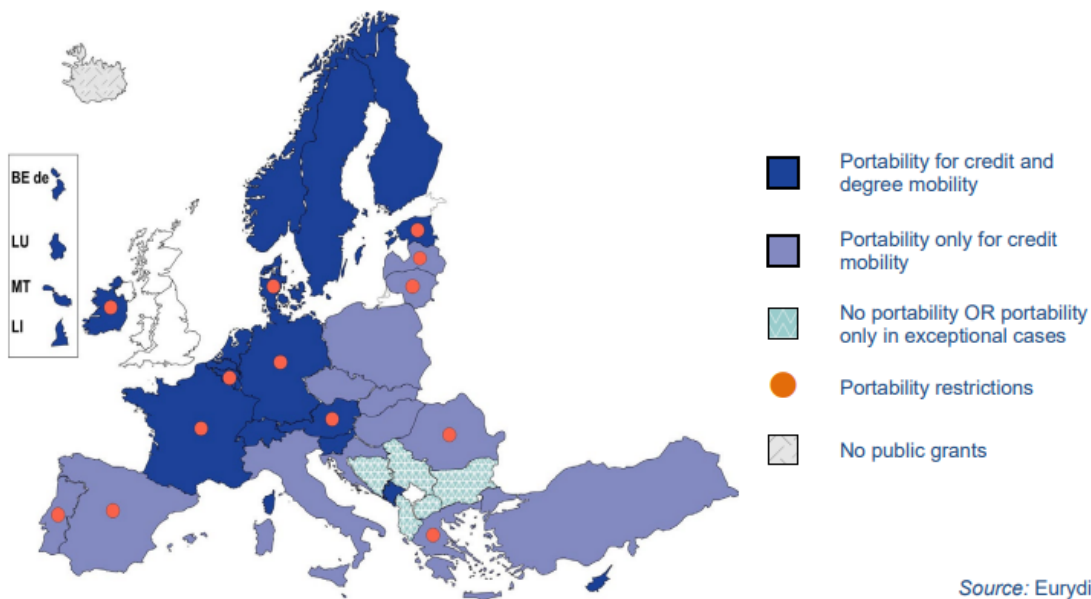 BE de
LU
MT
LI
Portability for credit and
degree mobility
Portability only for credit
mobility
No portability OR portability
only in exceptional cases
Portability restrictions
No public grants
Source: Eurydi